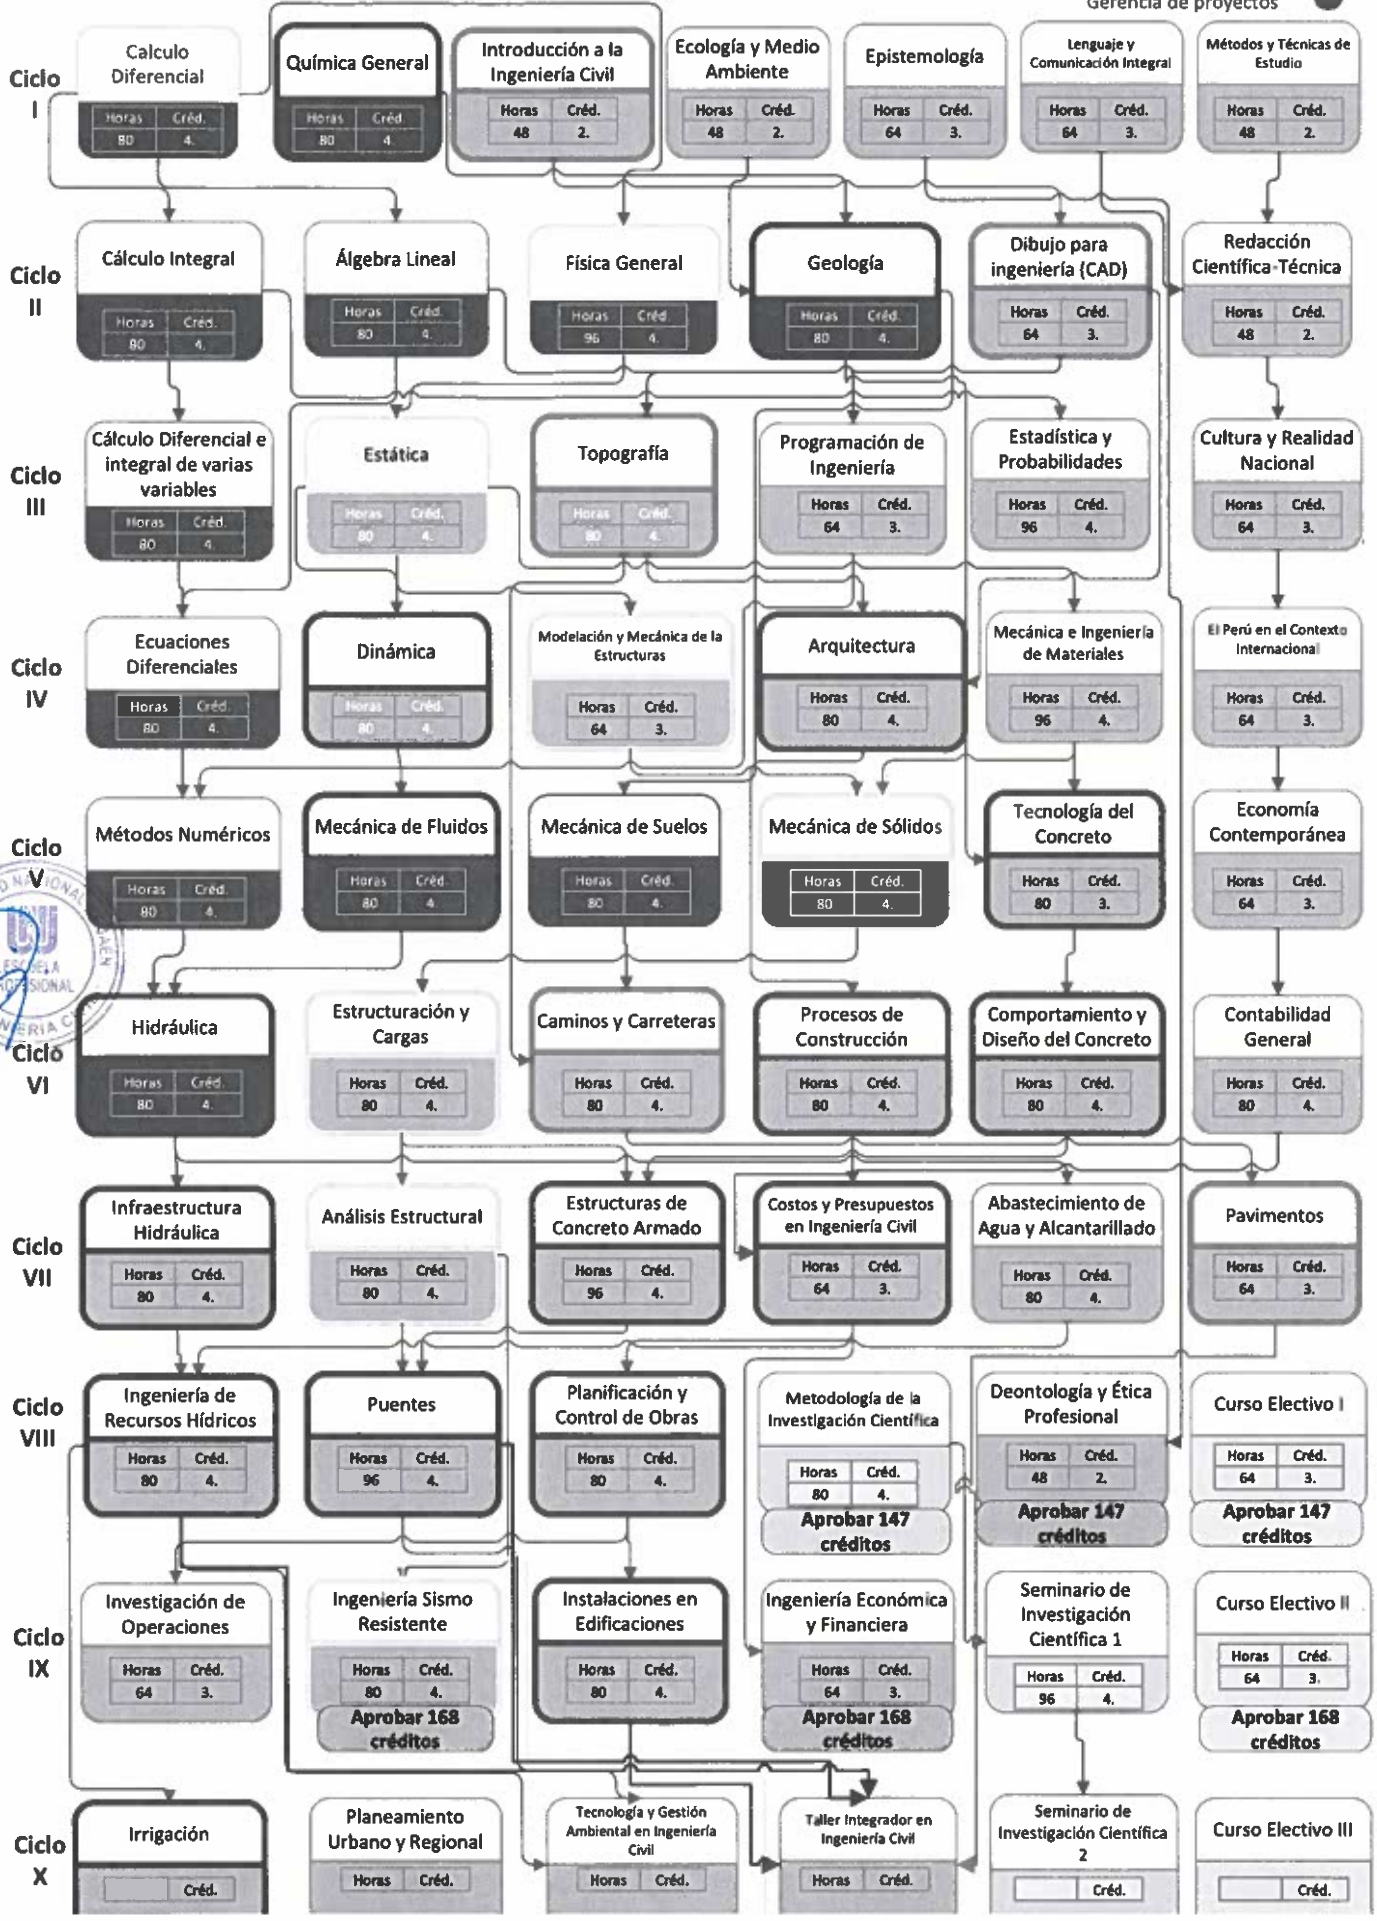 Gerencia de proyectos
Ciclo
I
Calculo
Diferencial
Horas Créd.
80 4.
Química General
Horas Créd.
80 4.
Introducción a la
Ingeniería Civil
Horas Créd.
48 2.
Ecología y Medio
Ambiente
Horas Créd.
48 2.
Epistemología
Horas Créd.
64 3.
Lenguaje y
Comunicación Integral
Horas Créd.
64 3.
Métodos y Técnicas de
Estudio
Horas Créd.
48 2.
Ciclo
II
Cálculo Integral
Horas Créd.
80 4.
Álgebra Lineal
Horas Créd.
80 4.
Física General
Horas Créd.
96 4.
Geología
Horas Créd.
80 4.
Dibujo para
ingeniería (CAD)
Horas Créd.
64 3.
Redacción
Científica-Técnica
Horas Créd.
48 2.
Ciclo
III
Cálculo Diferencial e
integral de varias
variables
Horas Créd.
80 4.
Estática
Horas Créd.
80 4.
Topografía
Horas Créd.
80 4.
Programación de
Ingeniería
Horas Créd.
64 3.
Estadística y
Probabilidades
Horas Créd.
96 4.
Cultura y Realidad
Nacional
Horas Créd.
64 3.
Ciclo
IV
Ecuaciones
Diferenciales
Horas Créd.
80 4.
Dinámica
Horas Créd.
80 4.
Modelación y Mecánica de la
Estructuras
Horas Créd.
64 3.
Arquitectura
Horas Créd.
80 4.
Mecánica e Ingeniería
de Materiales
Horas Créd.
96 4.
El Perú en el Contexto
Internacional
Horas Créd.
64 3.
Ciclo
V
Métodos Numéricos
Horas Créd.
80 4.
Mecánica de Fluidos
Horas Créd.
80 4.
Mecánica de Suelos
Horas Créd.
80 4.
Mecánica de Sólidos
Horas Créd.
80 4.
Tecnología del
Concreto
Horas Créd.
80 3.
Economía
Contemporánea
Horas Créd.
64 3.
Ciclo
VI
Hidráulica
Horas Créd.
80 4.
Estructuración y
Cargas
Horas Créd.
80 4.
Caminos y Carreteras
Horas Créd.
80 4.
Procesos de
Construcción
Horas Créd.
80 4.
Comportamiento y
Diseño del Concreto
Horas Créd.
80 4.
Contabilidad
General
Horas Créd.
80 4.
Ciclo
VII
Infraestructura
Hidráulica
Horas Créd.
80 4.
Análisis Estructural
Horas Créd.
80 4.
Estructuras de
Concreto Armado
Horas Créd.
96 4.
Costos y Presupuestos
en Ingeniería Civil
Horas Créd.
64 3.
Abastecimiento de
Agua y Alcantarillado
Horas Créd.
80 4.
Pavimentos
Horas Créd.
64 3.
Ciclo
VIII
Ingeniería de
Recursos Hídricos
Horas Créd.
80 4.
Puentes
Horas Créd.
96 4.
Planificación y
Control de Obras
Horas Créd.
80 4.
Metodología de la
Investigación Científica
Horas Créd.
80 4.
Aprobar 147
créditos
Deontología y Ética
Profesional
Horas Créd.
48 2.
Aprobar 147
créditos
Curso Electivo I
Horas Créd.
64 3.
Aprobar 147
créditos
Ciclo
IX
Investigación de
Operaciones
Horas Créd.
64 3.
Ingeniería Sismo
Resistente
Horas Créd.
80 4.
Aprobar 168
créditos
Instalaciones en
Edificaciones
Horas Créd.
80 4.
Ingeniería Económica
y Financiera
Horas Créd.
64 3.
Aprobar 168
créditos
Seminario de
Investigación
Científica 1
Horas Créd.
96 4.
Curso Electivo II
Horas Créd.
64 3.
Aprobar 168
créditos
Ciclo
X
Irrigación
Créd.
Planeamiento
Urbano y Regional
Horas Créd.
Tecnología y Gestión
Ambiental en Ingeniería
Civil
Horas Créd.
Taller Integrador en
Ingeniería Civil
Horas Créd.
Seminario de
Investigación Científica
2
Créd.
Curso Electivo III
Créd.